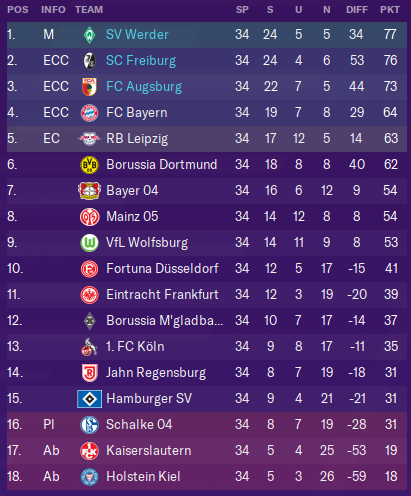 POS INFO TEAM SP S U N DIFF PKT
1. M SV Werder 34 24 5 5 34 77
2. ECC SC Freiburg 34 24 4 6 53 76
3. ECC FC Augsburg 34 22 7 5 44 73
4. ECC FC Bayern 34 19 7 8 29 64
5. EC RB Leipzig 34 17 12 5 14 63
6. Borussia Dortmund 34 18 8 8 40 62
7. Bayer 04 34 16 6 12 9 54
8. Mainz 05 34 14 12 8 8 54
9. VfL Wolfsburg 34 14 11 9 8 53
10. Fortuna Düsseldorf 34 12 5 17 -15 41
11. Eintracht Frankfurt 34 12 3 19 -20 39
12. Borussia M'gladba... 34 10 7 17 -14 37
13. 1. FC Köln 34 9 8 17 -11 35
14. Jahn Regensburg 34 8 7 19 -18 31
15. Hamburger SV 34 9 4 21 -21 31
16. Pl Schalke 04 34 8 7 19 -28 31
17. Ab Kaiserslautern 34 5 4 25 -53 19
18. Ab Holstein Kiel 34 5 3 26 -59 18